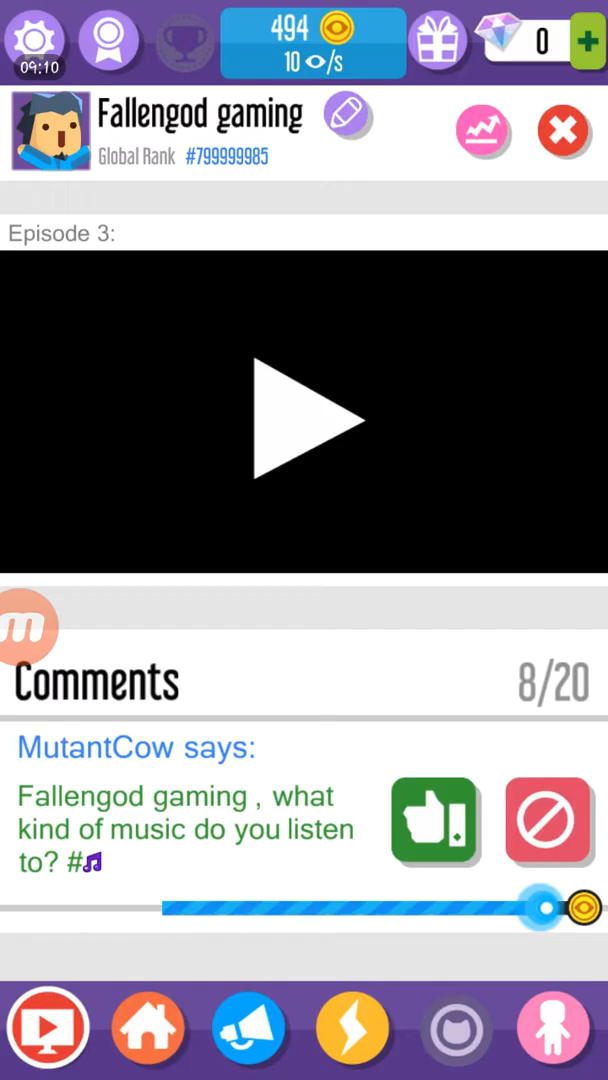 494
10 /s
0
09:10
Fallengod gaming
Global Rank #799999985
Episode 3:
m
Comments 8/20
MutantCow says:
Fallengod gaming , what
kind of music do you listen
to? #🎵